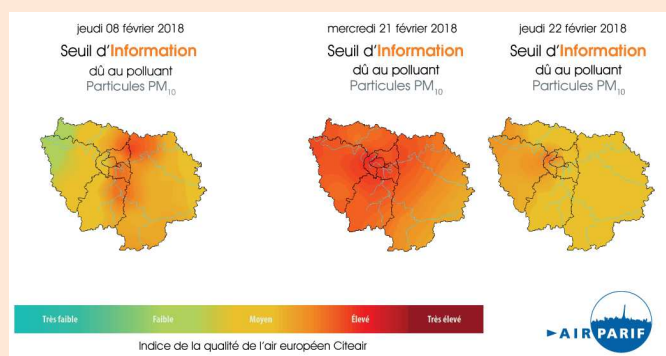 jeudi 08 février 2018
Seuil d'Information
dû au polluant
Particules PM10
mercredi 21 février 2018
Seuil d'Information
dû au polluant
Particules PM10
jeudi 22 février 2018
Seuil d'Information
dû au polluant
Particules PM10
Très faible Faible Moyen Élevé Très élevé
Indice de la qualité de l'air européen Citeair
AIRPARIF